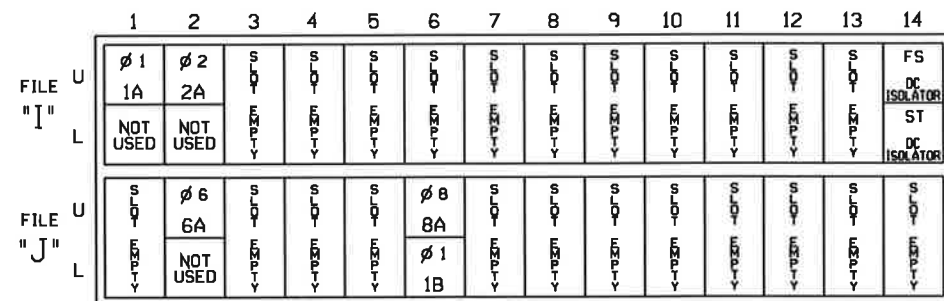 1 2 3 4 5 6 7 8 9 10 11 12 13 14
FILE "I"
U
L
ø 1
1A
NOT USED
ø 2
2A
NOT USED
SLOT EMPTY
SLOT EMPTY
SLOT EMPTY
SLOT EMPTY
SLOT EMPTY
SLOT EMPTY
SLOT EMPTY
SLOT EMPTY
SLOT EMPTY
SLOT EMPTY
SLOT EMPTY
FS
DC
ISOLATOR
ST
DC
ISOLATOR
FILE "J"
U
L
SLOT EMPTY
ø 6
6A
NOT USED
SLOT EMPTY
SLOT EMPTY
SLOT EMPTY
ø 8
8A
ø 1
1B
SLOT EMPTY
SLOT EMPTY
SLOT EMPTY
SLOT EMPTY
SLOT EMPTY
SLOT EMPTY
SLOT EMPTY
SLOT EMPTY